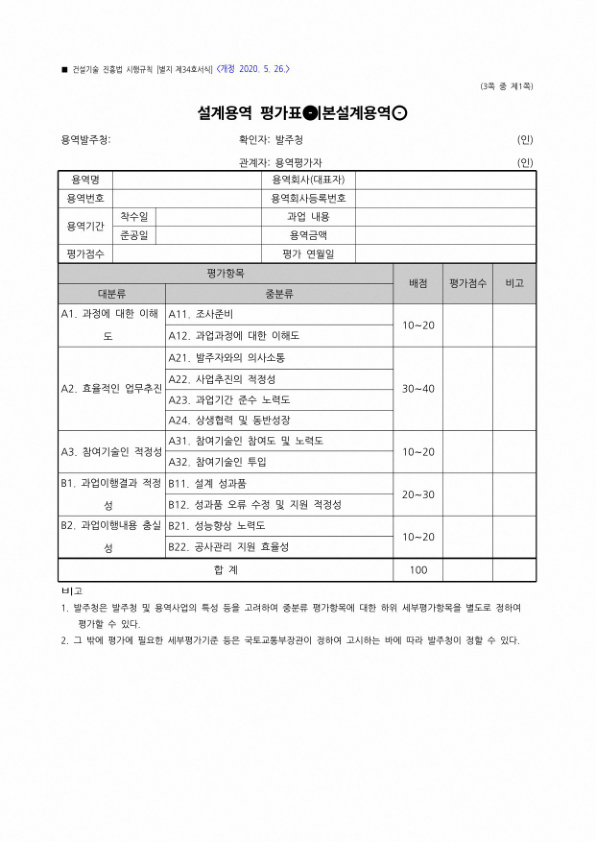 ■ 건설기술 진흥법 시행규칙 [별지 제34호서식] <개정 2020. 5. 26.>
(3쪽 중 제1쪽)
설계용역 평가표 기본설계용역
용역발주청: 확인자: 발주청 (인)
관계자: 용역평가자 (인)
용역명 용역회사(대표자)
용역번호 용역회사등록번호
용역기간 착수일 과업 내용
준공일 용역금액
평가점수 평가 연월일
평가항목 배점 평가점수 비고
대분류 중분류
A1. 과정에 대한 이해
도
A11. 조사준비
A12. 과업과정에 대한 이해도
10~20
A2. 효율적인 업무추진
A21. 발주자와의 의사소통
A22. 사업추진의 적정성
A23. 과업기간 준수 노력도
A24. 상생협력 및 동반성장
30~40
A3. 참여기술인 적정성
A31. 참여기술인 참여도 및 노력도
A32. 참여기술인 투입
10~20
B1. 과업이행결과 적정
성
B11. 설계 성과품
B12. 성과품 오류 수정 및 지원 적정성
20~30
B2. 과업이행내용 충실
성
B21. 성능향상 노력도
B22. 공사관리 지원 효율성
10~20
합 계 100
비고
1. 발주청은 발주청 및 용역사업의 특성 등을 고려하여 중분류 평가항목에 대한 하위 세부평가항목을 별도로 정하여
평가할 수 있다.
2. 그 밖에 평가에 필요한 세부평가기준 등은 국토교통부장관이 정하여 고시하는 바에 따라 발주청이 정할 수 있다.